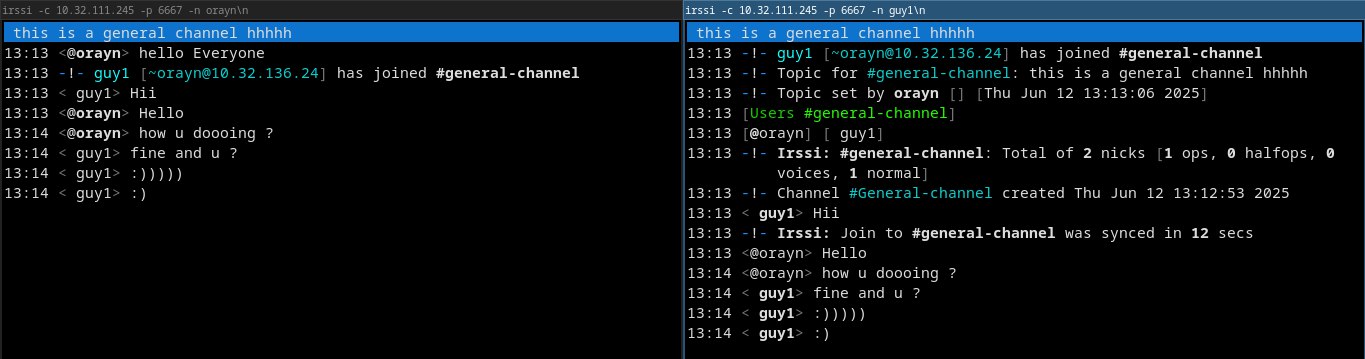 irssi -c 10.32.111.245 -p 6667 -n orayn\n
this is a general channel hhhhh
13:13 <@orayn> hello Everyone
13:13 -!- guy1 [~orayn@10.32.136.24] has joined #general-channel
13:13 < guy1> Hii
13:13 <@orayn> Hello
13:14 <@orayn> how u doooing ?
13:14 < guy1> fine and u ?
13:14 < guy1> :)))))
13:14 < guy1> :)
irssi -c 10.32.111.245 -p 6667 -n guy1\n
this is a general channel hhhhh
13:13 -!- guy1 [~orayn@10.32.136.24] has joined #general-channel
13:13 -!- Topic for #general-channel: this is a general channel hhhhh
13:13 -!- Topic set by orayn [] [Thu Jun 12 13:13:06 2025]
13:13 [Users #general-channel]
13:13 [@orayn] [ guy1]
13:13 -!- Irssi: #general-channel: Total of 2 nicks [1 ops, 0 halfops, 0
voices, 1 normal]
13:13 -!- Channel #General-channel created Thu Jun 12 13:12:53 2025
13:13 < guy1> Hii
13:13 -!- Irssi: Join to #general-channel was synced in 12 secs
13:13 <@orayn> Hello
13:14 <@orayn> how u doooing ?
13:14 < guy1> fine and u ?
13:14 < guy1> :)))))
13:14 < guy1> :)